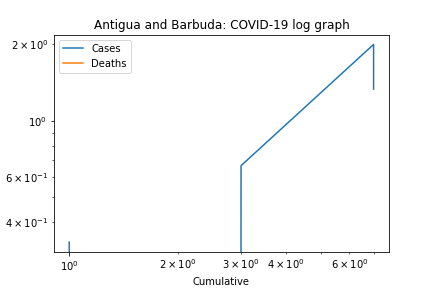 Antigua and Barbuda: COVID-19 log graph
Cases
Deaths
2 × 10⁰
10⁰
6 × 10⁻¹
4 × 10⁻¹
10⁰ 2 × 10⁰ 3 × 10⁰ 4 × 10⁰ 6 × 10⁰
Cumulative